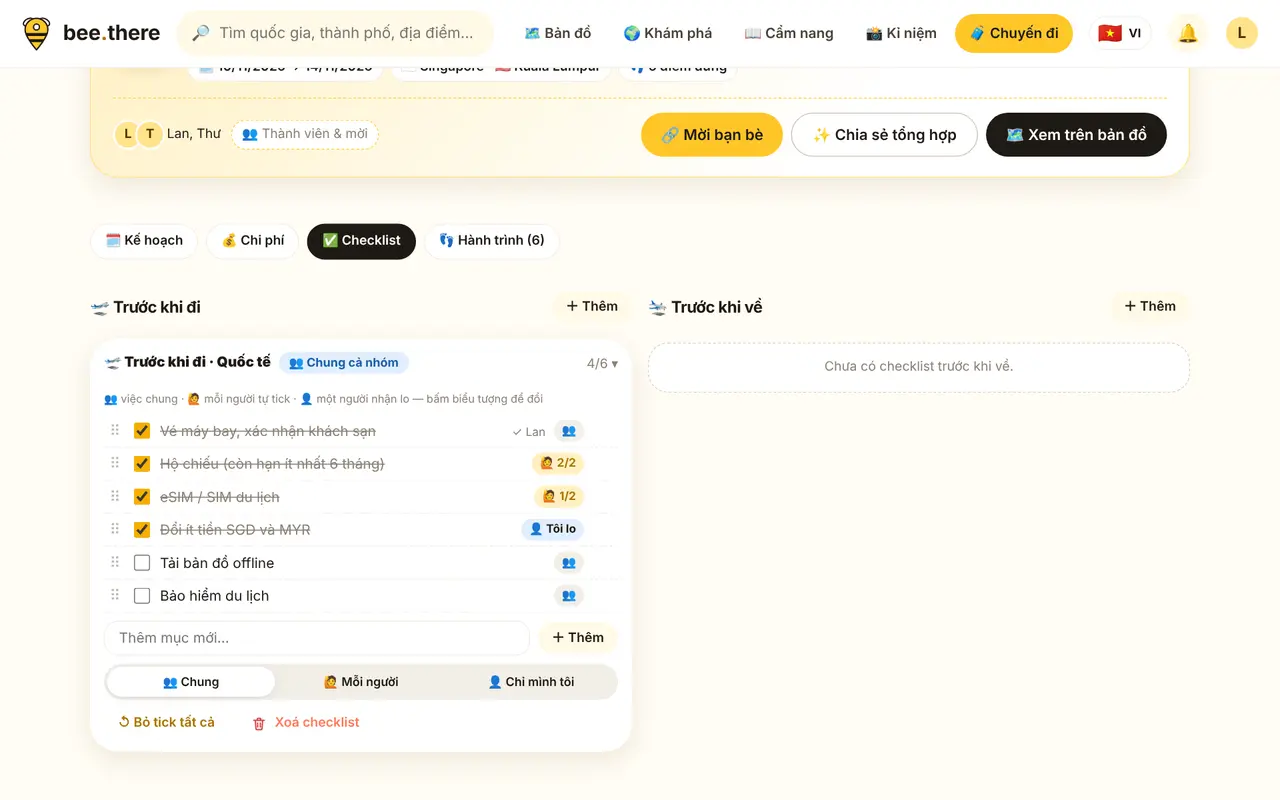 bee.there
Tìm quốc gia, thành phố, địa điểm...
Bản đồ
Khám phá
Cẩm nang
Kỉ niệm
Chuyến đi
VI
L
Singapore
Kuala Lumpur
L T Lan, Thư
Thành viên & mời
Mời bạn bè
Chia sẻ tổng hợp
Xem trên bản đồ
Kế hoạch
Chi phí
Checklist
Hành trình (6)
Trước khi đi
+ Thêm
Trước khi đi · Quốc tế
Chung cả nhóm
4/6 ▾
việc chung · mỗi người tự tick · một người nhận lo — bấm biểu tượng để đổi
Vé máy bay, xác nhận khách sạn
✓ Lan
Hộ chiếu (còn hạn ít nhất 6 tháng)
2/2
eSIM / SIM du lịch
1/2
Đổi ít tiền SGD và MYR
Tôi lo
Tải bản đồ offline
Bảo hiểm du lịch
Thêm mục mới...
+ Thêm
Chung
Mỗi người
Chỉ mình tôi
Bỏ tick tất cả
Xoá checklist
Trước khi về
+ Thêm
Chưa có checklist trước khi về.